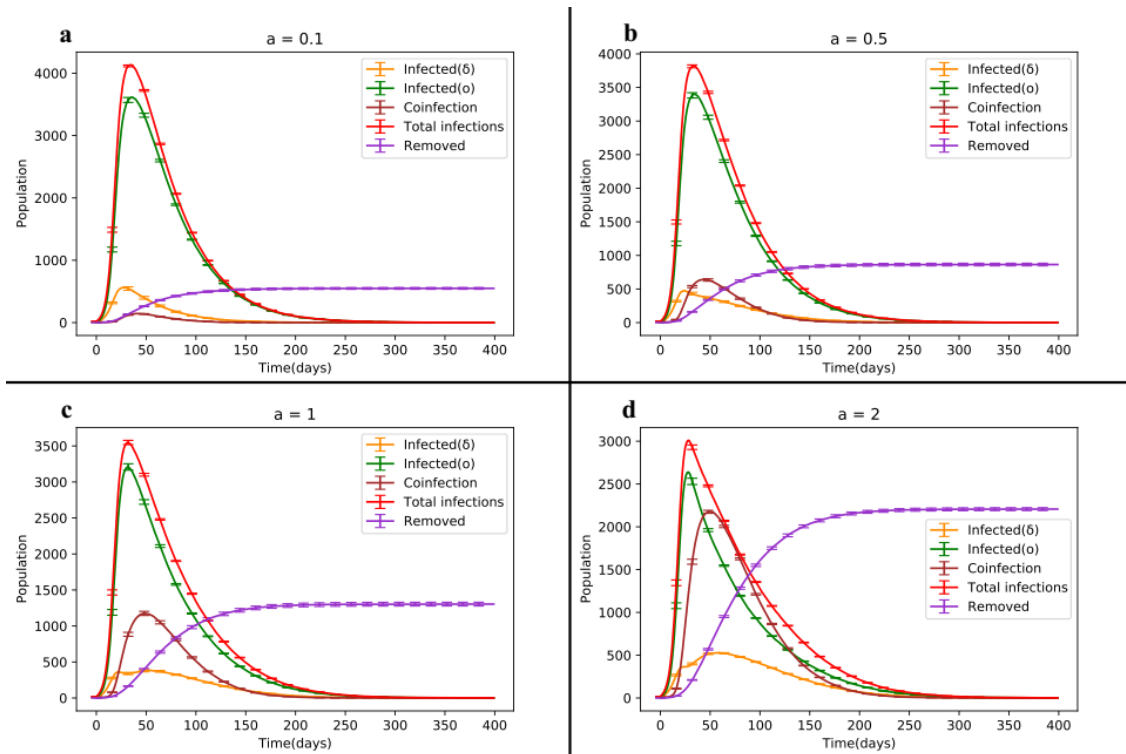 a
a = 0.1
Population
4000
3000
2000
1000
0
Infected(δ)
Infected(o)
Coinfection
Total infections
Removed
0 50 100 150 200 250 300 350 400
Time(days)
b
a = 0.5
Population
4000
3500
3000
2500
2000
1500
1000
500
0
Infected(δ)
Infected(o)
Coinfection
Total infections
Removed
0 50 100 150 200 250 300 350 400
Time(days)
c
a = 1
Population
3500
3000
2500
2000
1500
1000
500
0
Infected(δ)
Infected(o)
Coinfection
Total infections
Removed
0 50 100 150 200 250 300 350 400
Time(days)
d
a = 2
Population
3000
2500
2000
1500
1000
500
0
Infected(δ)
Infected(o)
Coinfection
Total infections
Removed
0 50 100 150 200 250 300 350 400
Time(days)